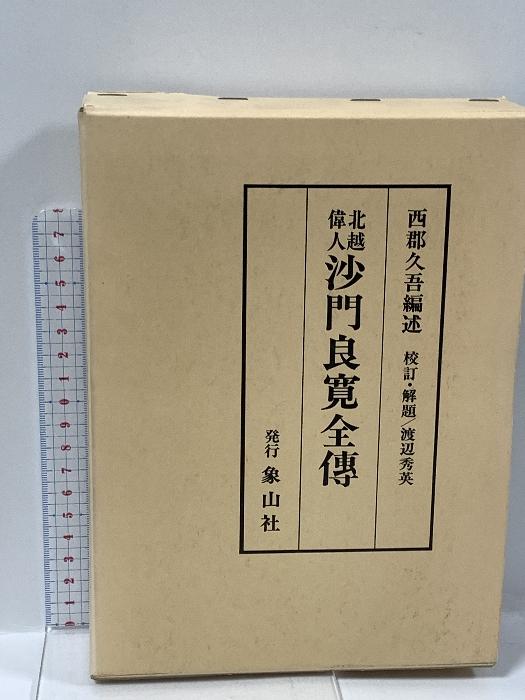 西郡久吾編述 校訂・解題/渡辺秀英
北越偉人 沙門良寛全傳
発行 象山社